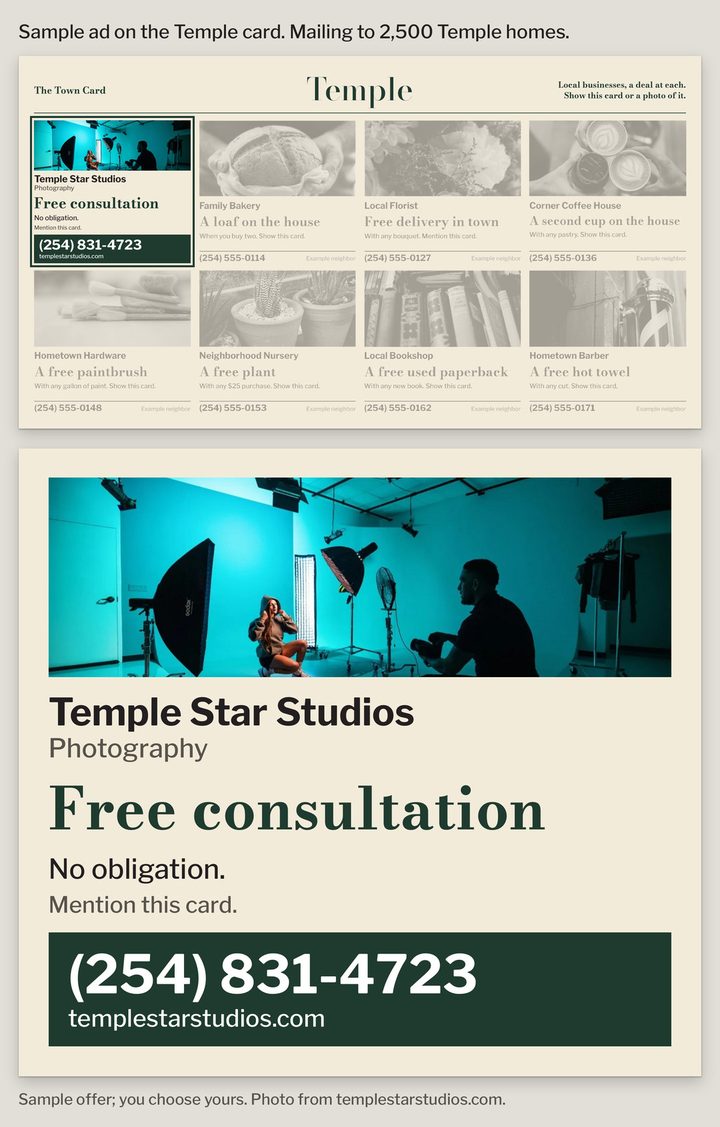 Sample ad on the Temple card. Mailing to 2,500 Temple homes.
The Town Card
Temple
Local businesses, a deal at each.
Show this card or a photo of it.
Temple Star Studios
Photography
Free consultation
No obligation.
Mention this card.
(254) 831-4723
templestarstudios.com
Family Bakery
A loaf on the house
When you buy two. Show this card.
(254) 555-0114
Example neighbor
Local Florist
Free delivery in town
With any bouquet. Mention this card.
(254) 555-0127
Example neighbor
Corner Coffee House
A second cup on the house
With any pastry. Show this card.
(254) 555-0136
Example neighbor
Hometown Hardware
A free paintbrush
With any gallon of paint. Show this card.
(254) 555-0148
Example neighbor
Neighborhood Nursery
A free plant
With any $25 purchase. Show this card.
(254) 555-0153
Example neighbor
Local Bookshop
A free used paperback
With any new book. Show this card.
(254) 555-0162
Example neighbor
Hometown Barber
A free hot towel
With any cut. Show this card.
(254) 555-0171
Example neighbor
Temple Star Studios
Photography
Free consultation
No obligation.
Mention this card.
(254) 831-4723
templestarstudios.com
Sample offer; you choose yours. Photo from templestarstudios.com.